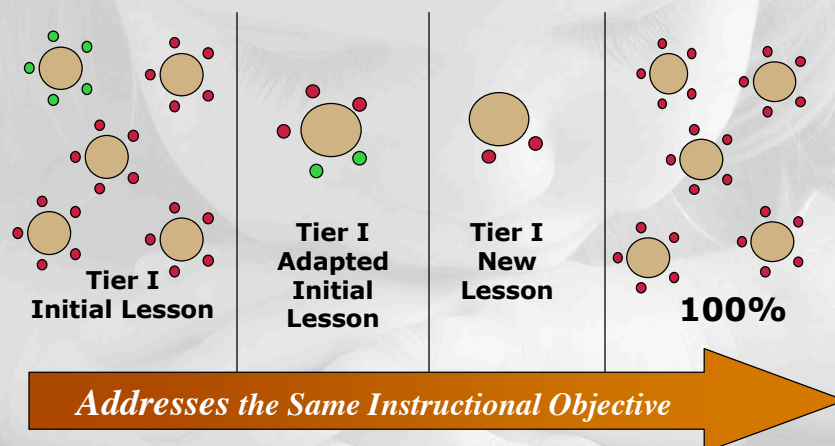 Tier I
Initial Lesson
Tier I
Adapted
Initial
Lesson
Tier I
New
Lesson
100%
Addresses the Same Instructional Objective